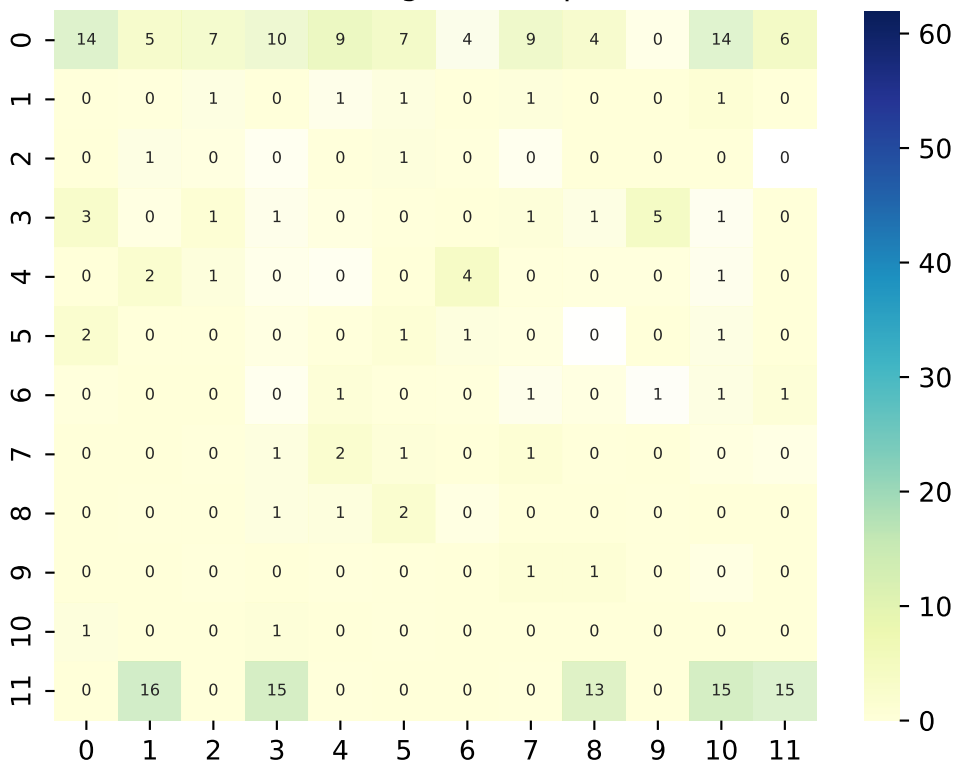 0 14 5 7 10 9 7 4 9 4 0 14 6
1 0 0 1 0 1 1 0 1 0 0 1 0
2 0 1 0 0 0 1 0 0 0 0 0 0
3 3 0 1 1 0 0 0 1 1 5 1 0
4 0 2 1 0 0 0 4 0 0 0 1 0
5 2 0 0 0 0 1 1 0 0 0 1 0
6 0 0 0 0 1 0 0 1 0 1 1 1
7 0 0 0 1 2 1 0 1 0 0 0 0
8 0 0 0 1 1 2 0 0 0 0 0 0
9 0 0 0 0 0 0 0 1 1 0 0 0
10 1 0 0 1 0 0 0 0 0 0 0 0
11 0 16 0 15 0 0 0 0 13 0 15 15
0 1 2 3 4 5 6 7 8 9 10 11
60
50
40
30
20
10
0